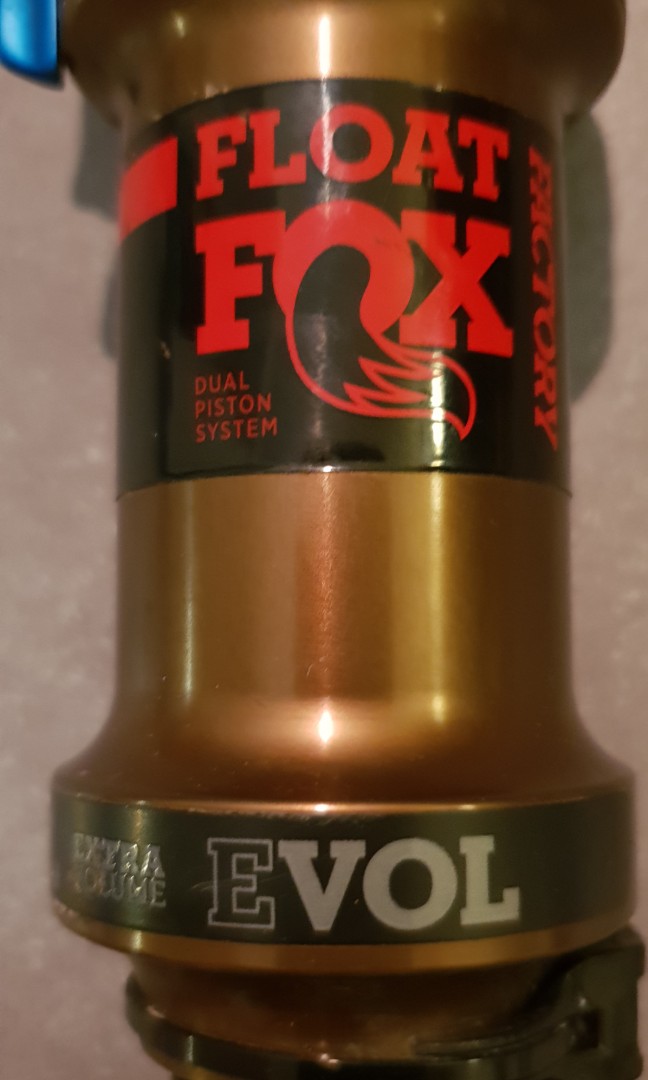 FLOAT
FOX
DUAL
PISTON
SYSTEM
FACTORY
EXTRA
VOLUME
EVOL